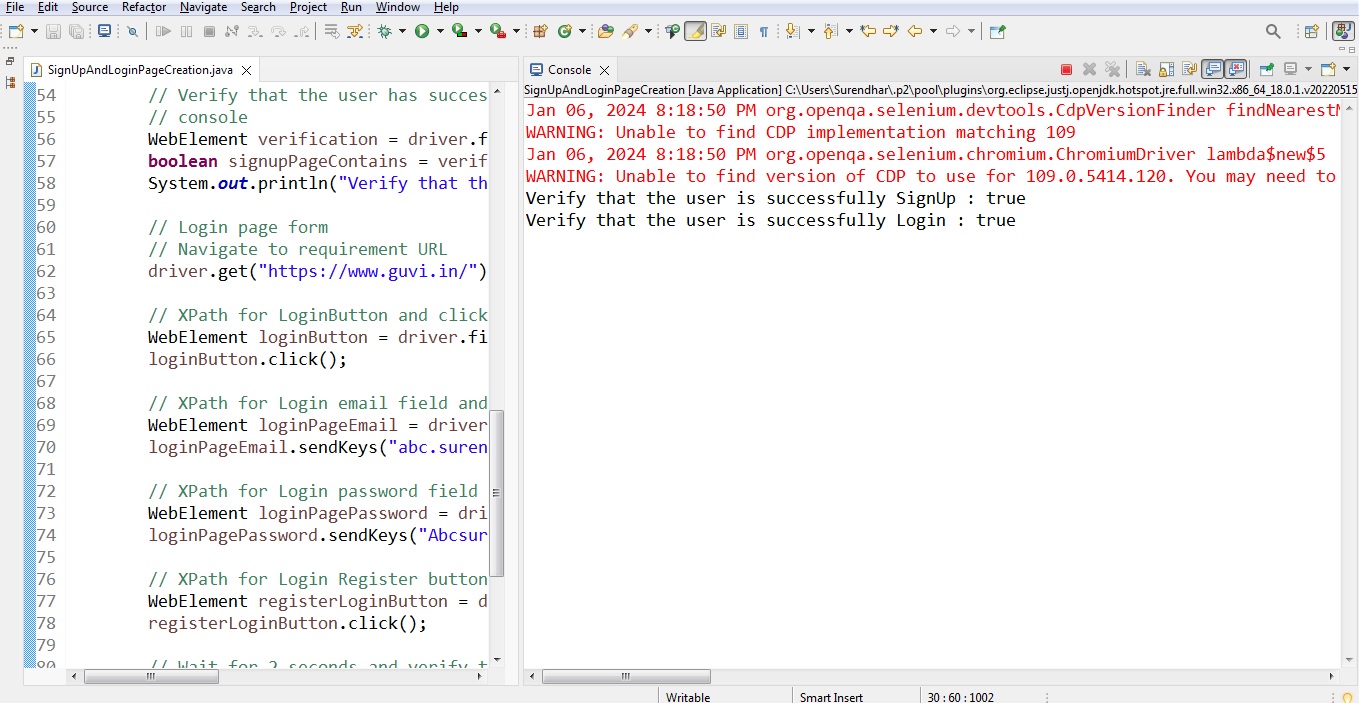 File Edit Source Refactor Navigate Search Project Run Window Help
SignUpAndLoginPageCreation.java
54 // Verify that the user has succes
55 // console
56 WebElement verification = driver.f
57 boolean signupPageContains = verif
58 System.out.println("Verify that th
59
60 // Login page form
61 // Navigate to requirement URL
62 driver.get("https://www.guvi.in/")
63
64 // XPath for LoginButton and click
65 WebElement loginButton = driver.fi
66 loginButton.click();
67
68 // XPath for Login email field and
69 WebElement loginPageEmail = driver
70 loginPageEmail.sendKeys("abc.suren
71
72 // XPath for Login password field
73 WebElement loginPagePassword = dri
74 loginPagePassword.sendKeys("Abcsur
75
76 // XPath for Login Register button
77 WebElement registerLoginButton = d
78 registerLoginButton.click();
79
80 // Wait for 2 seconds and verify t
Console
SignUpAndLoginPageCreation [Java Application] C:\Users\Surendhar\.p2\pool\plugins\org.eclipse.justj.openjdk.hotspot.jre.full.win32.x86_64_18.0.1.v20220515
Jan 06, 2024 8:18:50 PM org.openqa.selenium.devtools.CdpVersionFinder findNearestM
WARNING: Unable to find CDP implementation matching 109
Jan 06, 2024 8:18:50 PM org.openqa.selenium.chromium.ChromiumDriver lambda$new$5
WARNING: Unable to find version of CDP to use for 109.0.5414.120. You may need to
Verify that the user is successfully SignUp : true
Verify that the user is successfully Login : true
Writable Smart Insert 30 : 60 : 1002